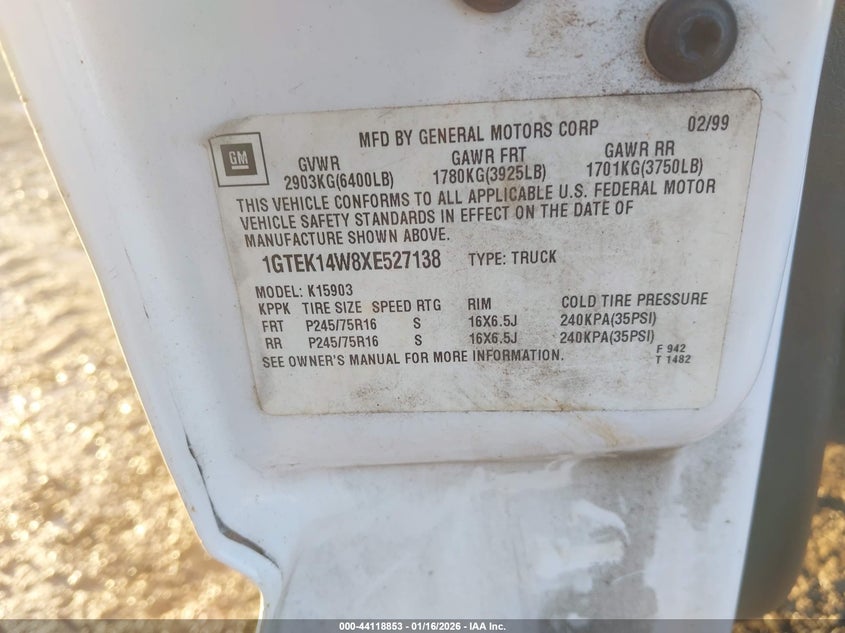 MFD BY GENERAL MOTORS CORP 02/99
GM
GVWR GAWR FRT GAWR RR
2903KG(6400LB) 1780KG(3925LB) 1701KG(3750LB)
THIS VEHICLE CONFORMS TO ALL APPLICABLE U.S. FEDERAL MOTOR
VEHICLE SAFETY STANDARDS IN EFFECT ON THE DATE OF
MANUFACTURE SHOWN ABOVE.
1GTEK14W8XE527138 TYPE: TRUCK
MODEL: K15903
KPPK TIRE SIZE SPEED RTG RIM COLD TIRE PRESSURE
FRT P245/75R16 S 16X6.5J 240KPA(35PSI)
RR P245/75R16 S 16X6.5J 240KPA(35PSI)
SEE OWNER'S MANUAL FOR MORE INFORMATION.
F 942
T 1482
000-44118853 - 01/16/2026 - IAA Inc.